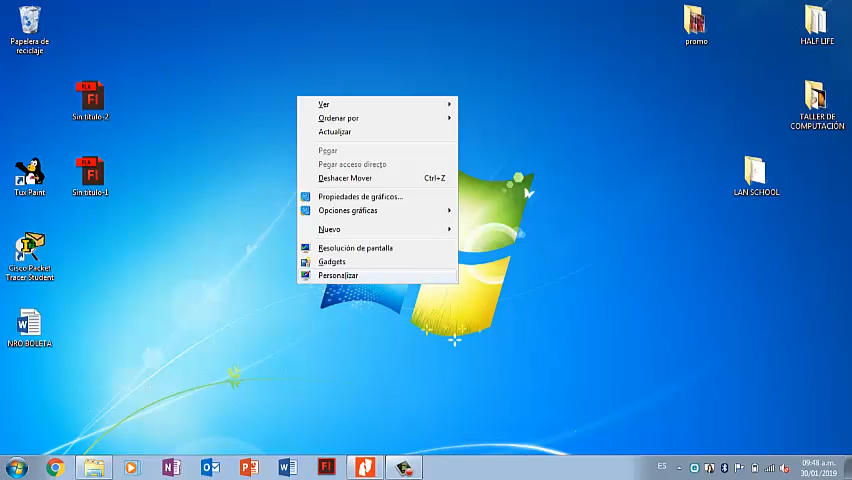 Papelera de
reciclaje
Sin título-2
Tux Paint
Sin título-1
Cisco Packet
Tracer Student
NRO BOLETA
promo
HALF LIFE
TALLER DE
COMPUTACIÓN
LAN SCHOOL
Ver
Ordenar por
Actualizar
Pegar
Pegar acceso directo
Deshacer Mover Ctrl+Z
Propiedades de gráficos...
Opciones gráficas
Nuevo
Resolución de pantalla
Gadgets
Personalizar
ES
09:48 a.m.
30/01/2019